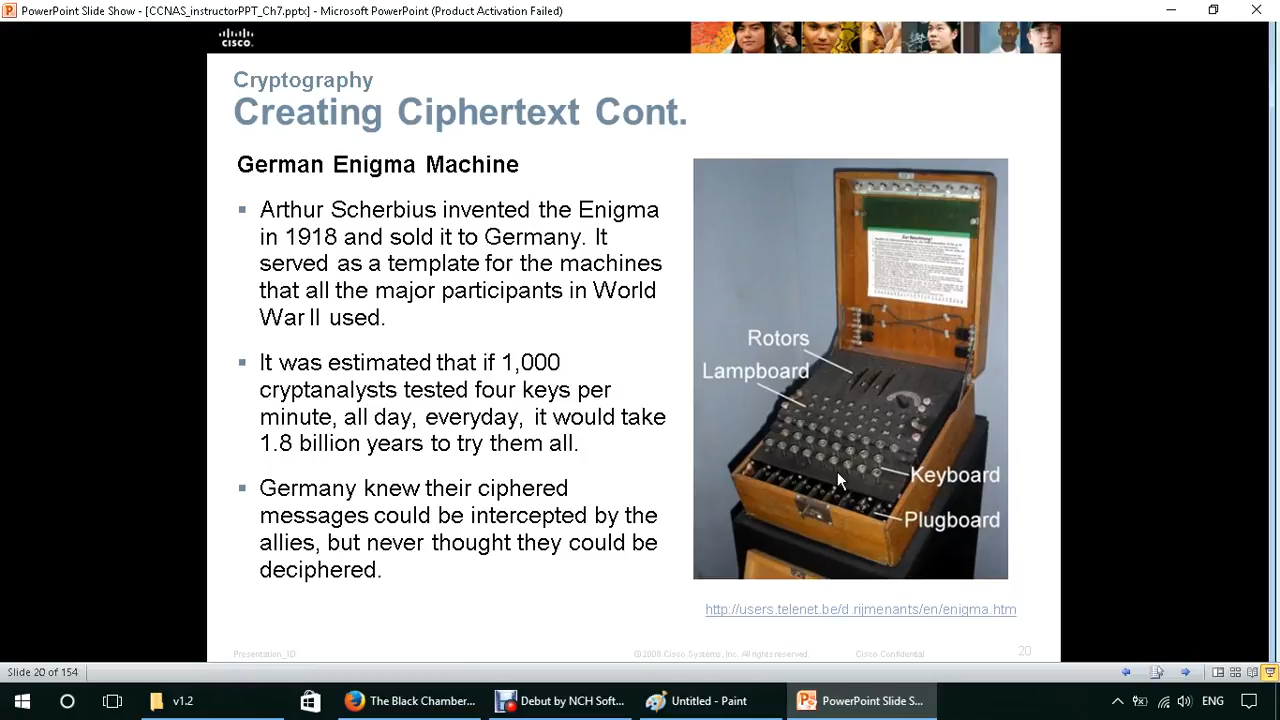 PowerPoint Slide Show - [CCNAS_instructorPPT_Ch7.pptx] - Microsoft PowerPoint (Product Activation Failed)
CISCO.
Cryptography
Creating Ciphertext Cont.
German Enigma Machine
Arthur Scherbius invented the Enigma
in 1918 and sold it to Germany. It
served as a template for the machines
that all the major participants in World
War II used.
It was estimated that if 1,000
cryptanalysts tested four keys per
minute, all day, everyday, it would take
1.8 billion years to try them all.
Germany knew their ciphered
messages could be intercepted by the
allies, but never thought they could be
deciphered.
Rotors
Lampboard
Keyboard
Plugboard
http://users.telenet.be/d.rijmenants/en/enigma.htm
Presentation_ID
© 2008 Cisco Systems, Inc. All rights reserved.
Cisco Confidential
20
Slide 20 of 154
v1.2
The Black Chamber...
Debut by NCH Soft...
Untitled - Paint
PowerPoint Slide S...
ENG